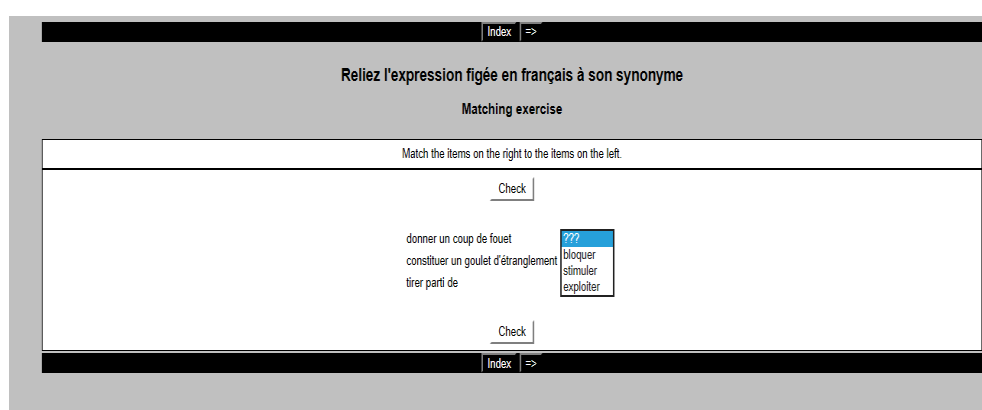 Index =>
Reliez l'expression figée en français à son synonyme
Matching exercise
Match the items on the right to the items on the left.
Check
donner un coup de fouet ???
bloquer
constituer un goulet d'étranglement
stimuler
tirer parti de exploiter
Check
Index =>